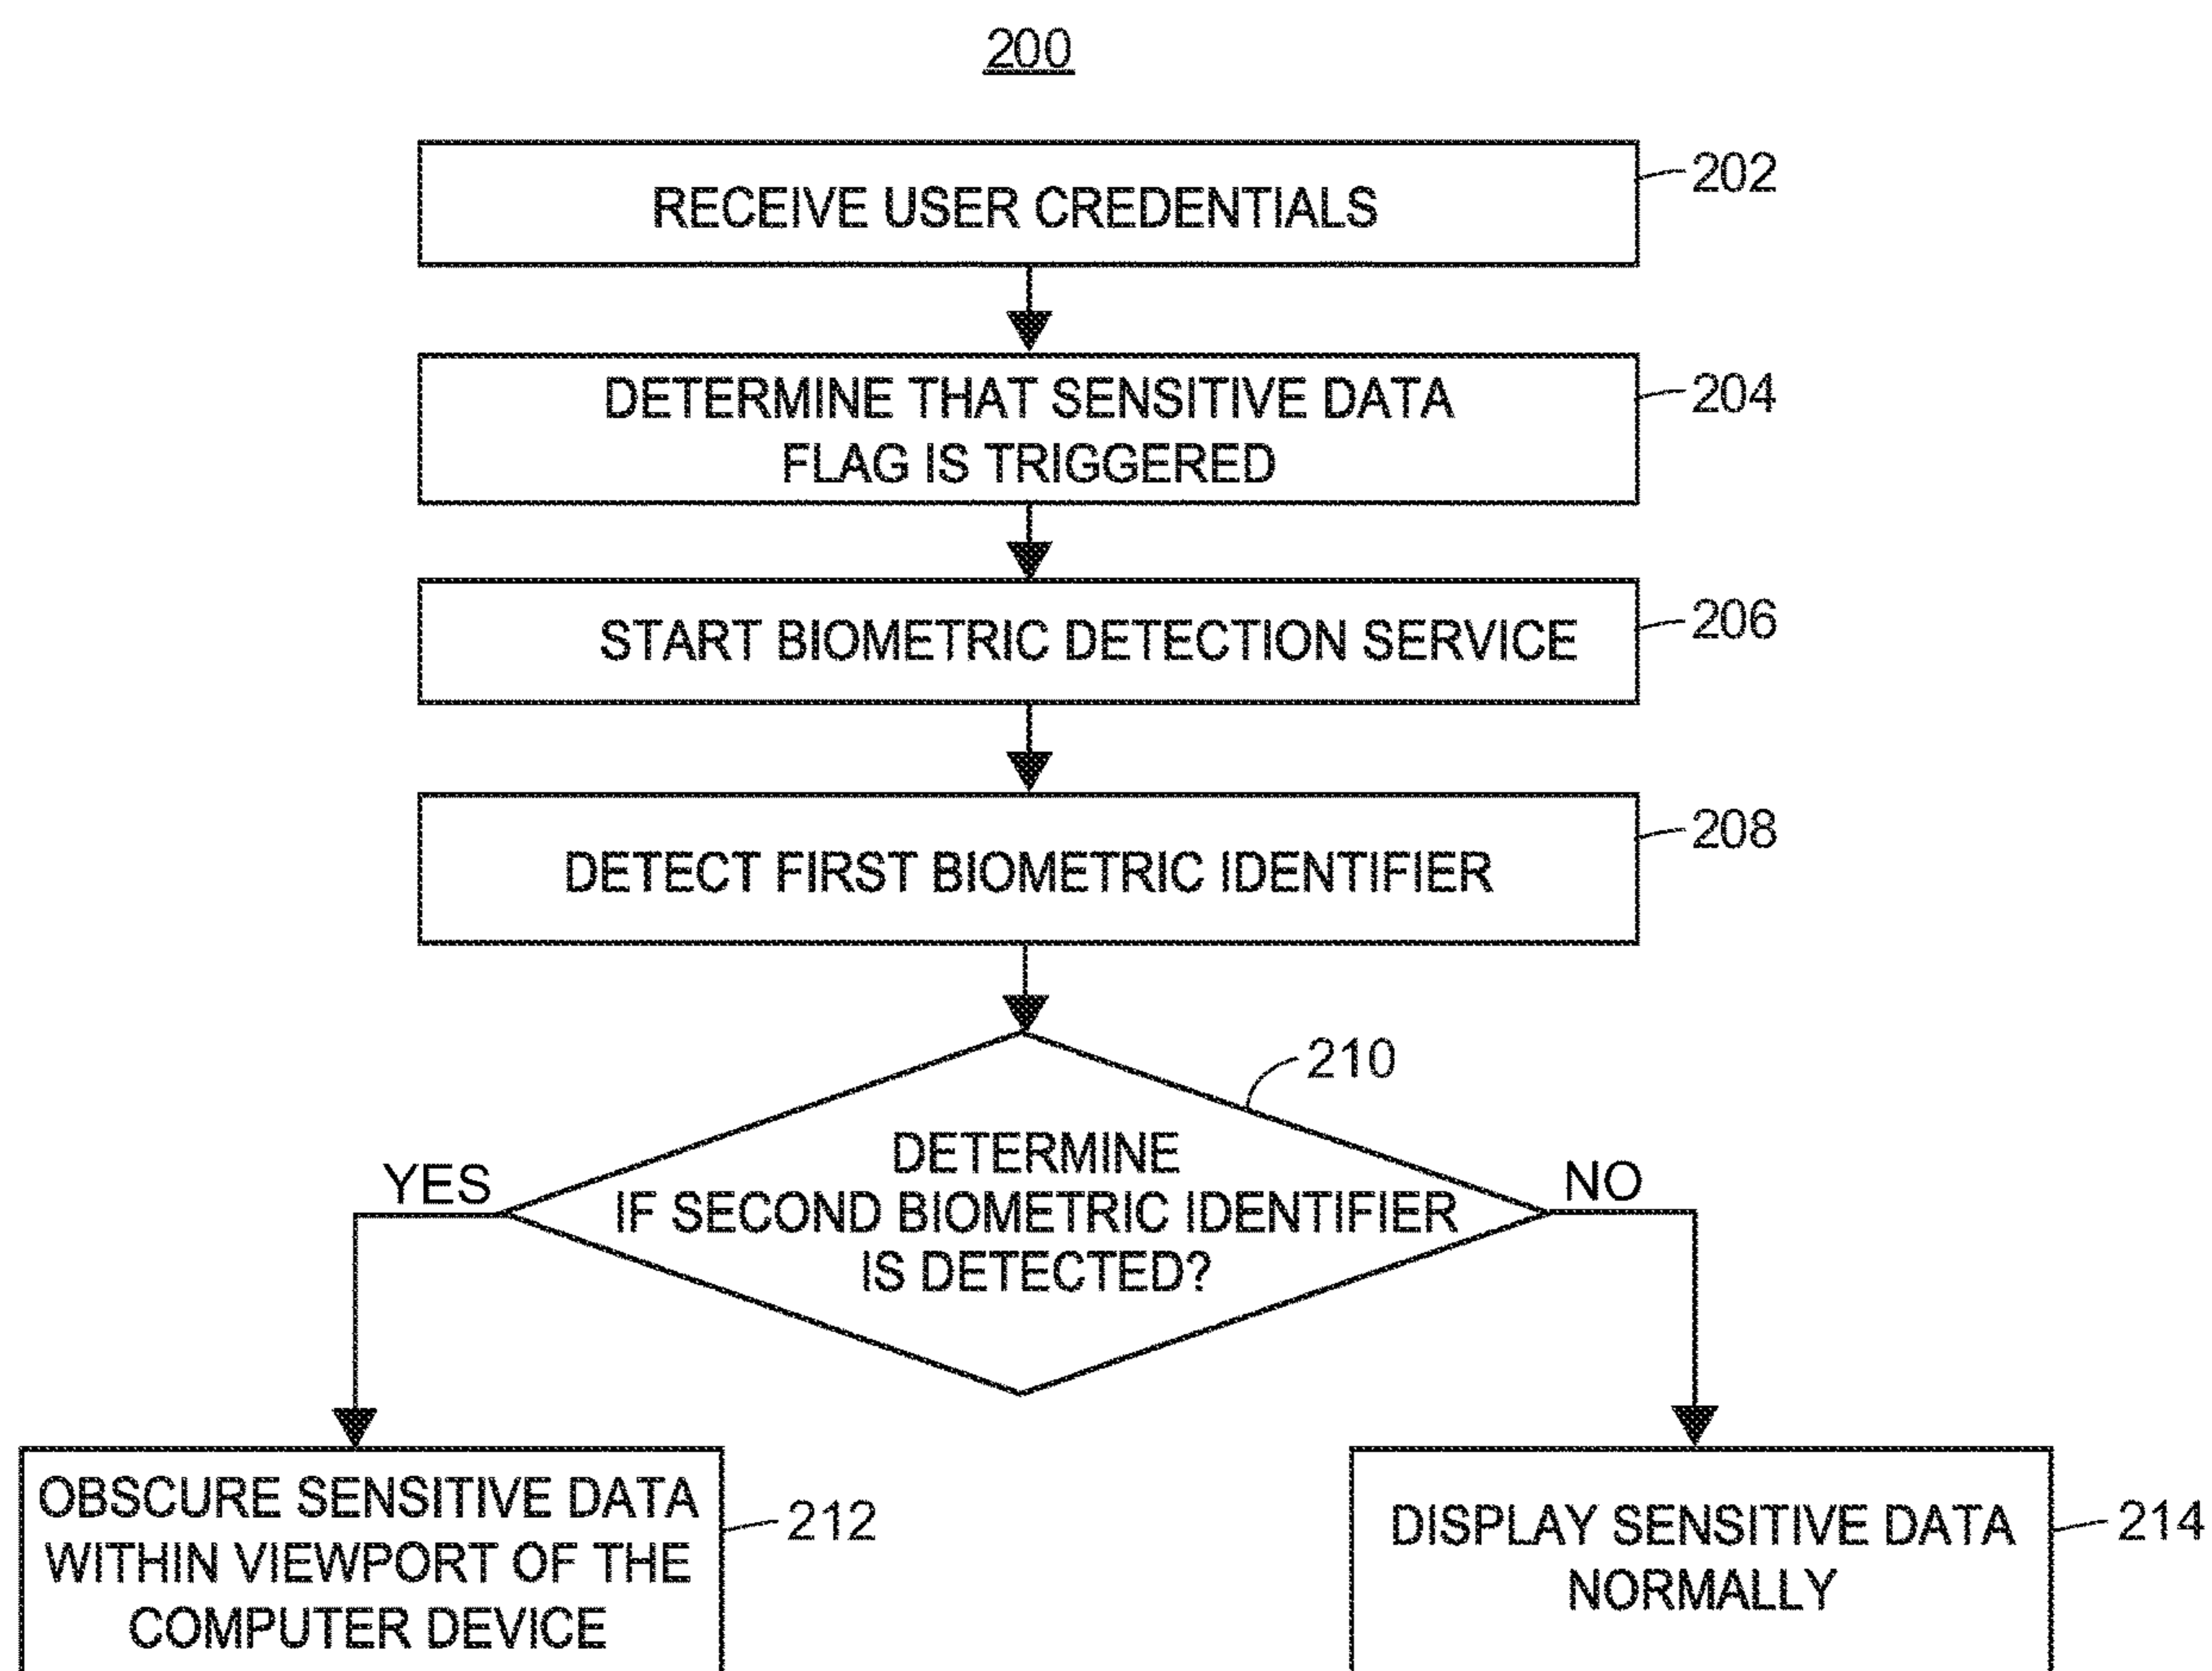 200
RECEIVE USER CREDENTIALS
202
DETERMINE THAT SENSITIVE DATA
FLAG IS TRIGGERED
204
START BIOMETRIC DETECTION SERVICE
206
DETECT FIRST BIOMETRIC IDENTIFIER
208
210
DETERMINE
IF SECOND BIOMETRIC IDENTIFIER
IS DETECTED?
YES
NO
OBSCURE SENSITIVE DATA
WITHIN VIEWPORT OF THE
COMPUTER DEVICE
212
DISPLAY SENSITIVE DATA
NORMALLY
214